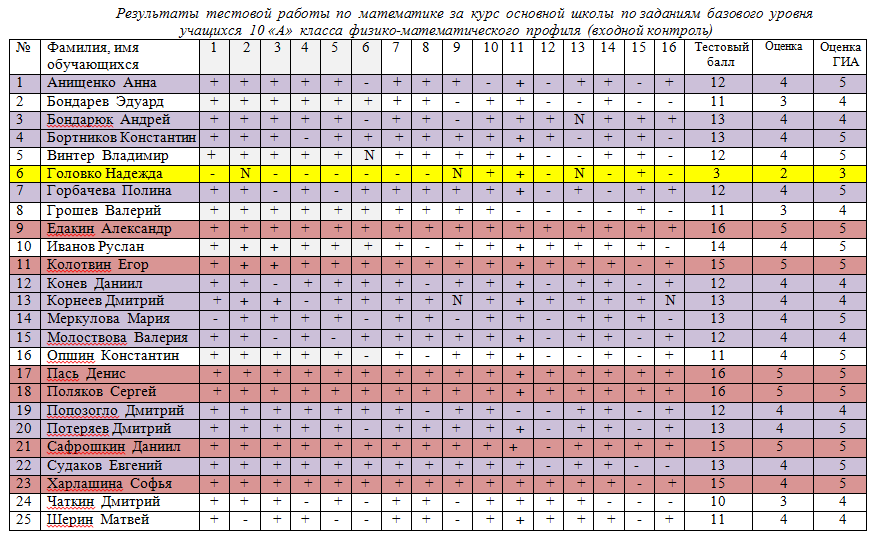 Результаты тестовой работы по математике за курс основной школы по заданиям базового уровня
учащихся 10 «А» класса физико-математического профиля (входной контроль)
№ Фамилия, имя обучающихся 1 2 3 4 5 6 7 8 9 10 11 12 13 14 15 16 Тестовый балл Оценка Оценка ГИА
1 Анищенко Анна + + + + + - + + + - + - + + - + 12 4 5
2 Бондарев Эдуард + + + + + + + + - + + - - + - - 11 3 4
3 Бондарюк Андрей + + + + + - + + - + + + N + + + 13 4 4
4 Бортников Константин + + + - + + + + + + + + - + + - 13 4 5
5 Винтер Владимир + + + + + N + + + + + - - + + - 12 4 5
6 Головко Надежда - N - - - - - - N + + - N + - - 3 2 3
7 Горбачева Полина + + - + - + + + + + + - + - + + 12 4 5
8 Грошев Валерий + + + + + + + + + + - - - + - - 11 3 4
9 Едакин Александр + + + + + + + + + + + + + + + + 16 5 5
10 Иванов Руслан + + + + + + + - + + + + + + + - 14 4 5
11 Колотвин Егор + + + + + + + + + + + + + + - + 15 5 5
12 Конев Даниил + + - + + + + - + + + - + + - + 12 4 4
13 Корнеев Дмитрий + + + - + + + + N + + - + + + N 13 4 4
14 Меркулова Мария - + + + + - + + - + + + + + + + 13 4 5
15 Молоствова Валерия + + - + - + + + + + + - - + + + 12 4 4
16 Опшин Константин + + + + + - + - + + + - - + - + 11 4 5
17 Пась Денис + + + + + + + + + + + + + + + + 16 5 5
18 Поляков Сергей + + + + + + + + + + + + + + + + 16 5 5
19 Попозогло Дмитрий + + + + + + + - + + - - + + - + 12 4 4
20 Потеряев Дмитрий + + + + + - + + + + + - + + - + 13 4 5
21 Сафрошкин Даниил + + + + + + + + + + + - + + + + 15 5 5
22 Судаков Евгений + + + + + + + + + + + - + + - - 13 4 5
23 Харлашина Софья + + + + + + + + + + + + + + - + 15 4 5
24 Чаткин Дмитрий + + + - + - + + - + + + + - - - 10 3 4
25 Шерин Матвей + - + - - + + + - + + + + - - + 11 4 4